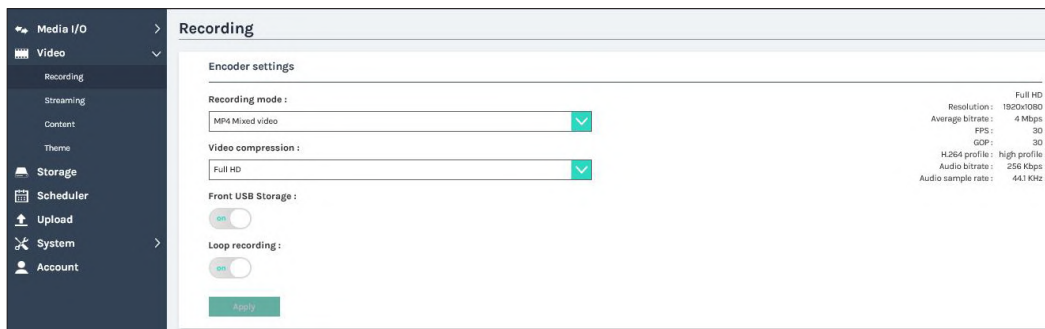 Media I/O
Video
Recording
Streaming
Content
Theme
Storage
Scheduler
Upload
System
Account
Recording
Encoder settings
Recording mode :
MP4 Mixed video
Video compression :
Full HD
Front USB Storage :
on
Loop recording :
on
Apply
Full HD
Resolution : 1920x1080
Average bitrate : 4 Mbps
FPS : 30
GOP : 30
H.264 profile : high profile
Audio bitrate : 256 Kbps
Audio sample rate : 44.1 KHz